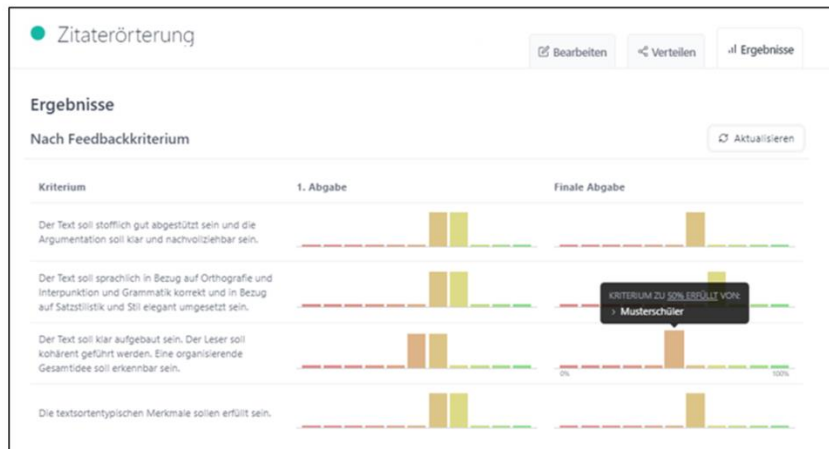 Zitaterörterung
Bearbeiten
Verteilen
Ergebnisse
Ergebnisse
Nach Feedbackkriterium
Aktualisieren
Kriterium
1. Abgabe
Finale Abgabe
Der Text soll stofflich gut abgestützt sein und die
Argumentation soll klar und nachvollziehbar sein.
Der Text soll sprachlich in Bezug auf Orthografie und
Interpunktion und Grammatik korrekt und in Bezug
auf Satzstilistik und Stil elegant umgesetzt sein.
KRITERIUM ZU 50% ERFÜLLT VON:
› Musterschüler
Der Text soll klar aufgebaut sein. Der Leser soll
kohärent geführt werden. Eine organisierende
Gesamtidee soll erkennbar sein.
0%
100%
Die textsortentypischen Merkmale sollen erfüllt sein.